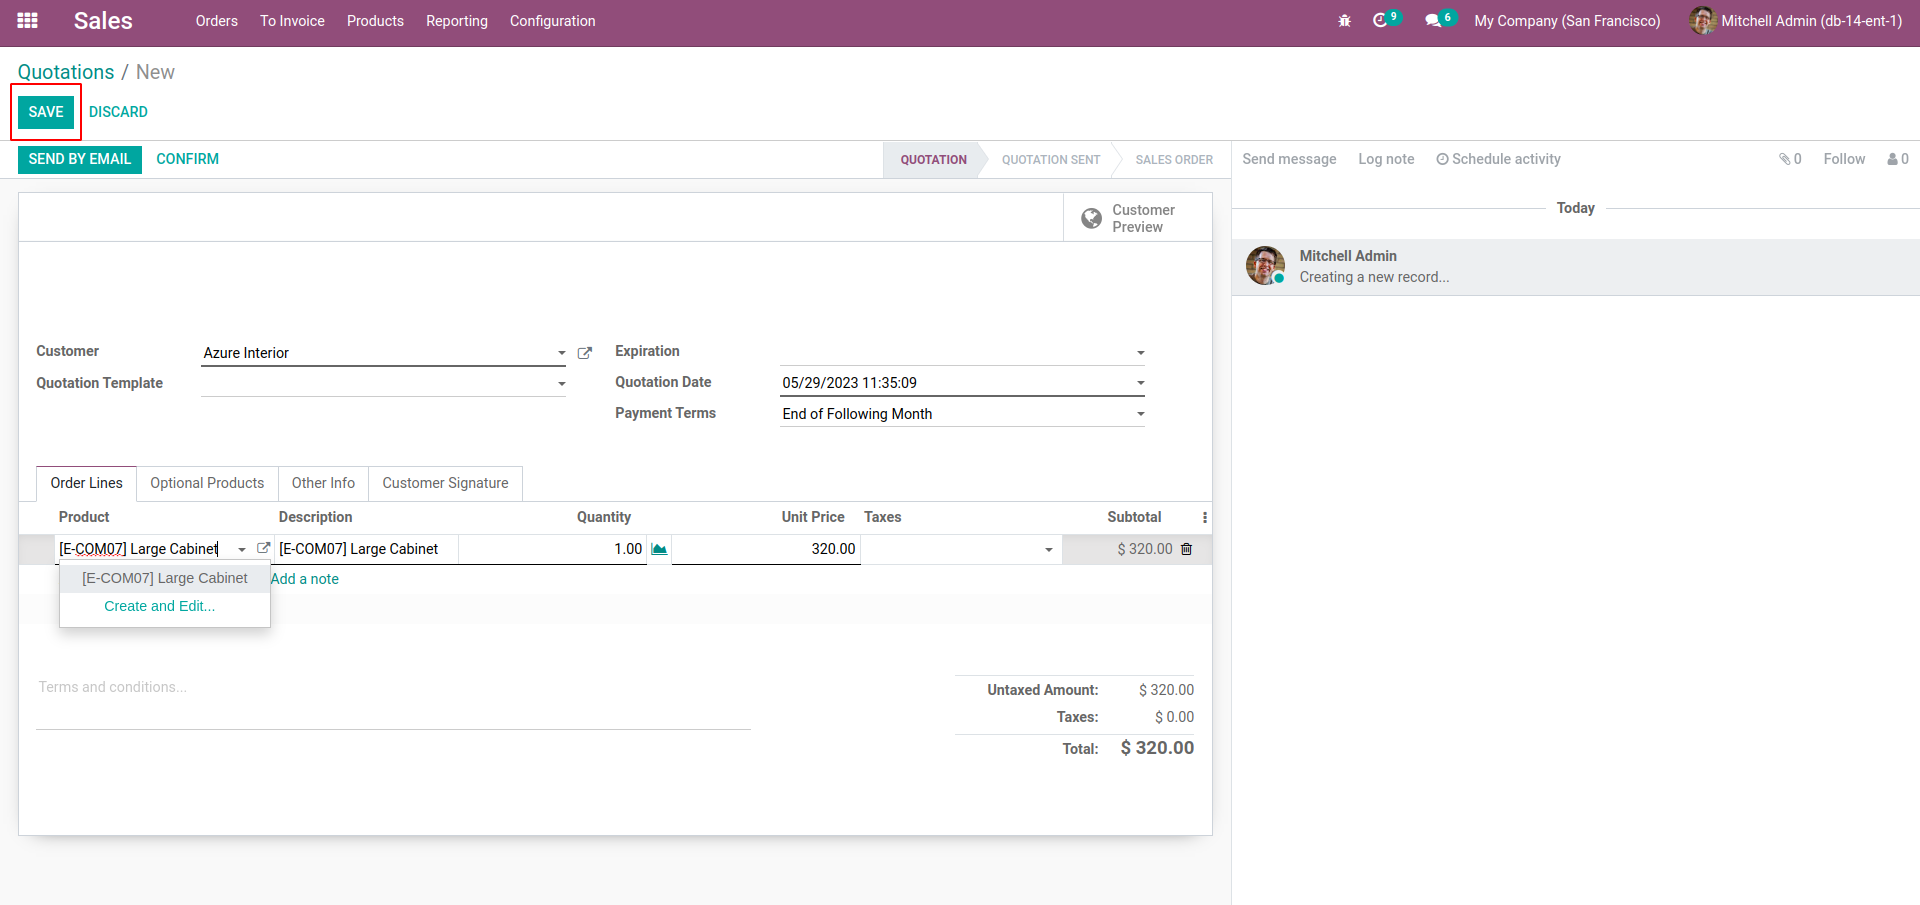 Sales
Orders To Invoice Products Reporting Configuration
9 6 My Company (San Francisco) Mitchell Admin (db-14-ent-1)
Quotations / New
SAVE DISCARD
SEND BY EMAIL CONFIRM
QUOTATION QUOTATION SENT SALES ORDER
Send message Log note Schedule activity 0 Follow 0
Customer Preview
Today
Mitchell Admin
Creating a new record...
Customer Azure Interior
Quotation Template
Expiration
Quotation Date 05/29/2023 11:35:09
Payment Terms End of Following Month
Order Lines Optional Products Other Info Customer Signature
Product Description Quantity Unit Price Taxes Subtotal
[E-COM07] Large Cabinet [E-COM07] Large Cabinet 1.00 320.00 $ 320.00
[E-COM07] Large Cabinet
Create and Edit...
Add a note
Terms and conditions...
Untaxed Amount: $ 320.00
Taxes: $ 0.00
Total: $ 320.00